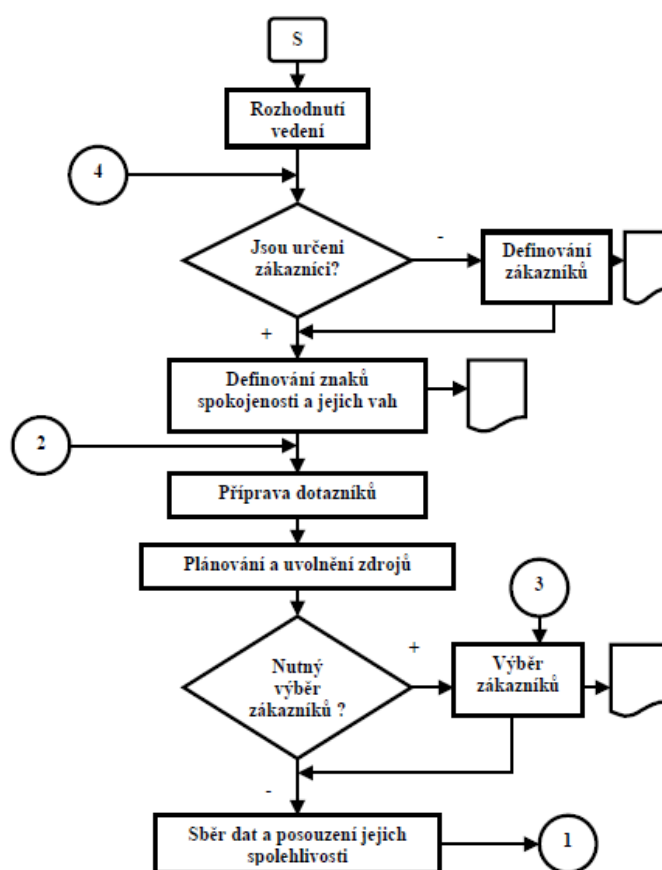 S
Rozhodnutí
vedení
4
Jsou určeni
zákazníci?
-
Definování
zákazníků
+
Definování znaků
spokojenosti a jejich vah
2
Příprava dotazníků
Plánování a uvolnění zdrojů
3
Nutný
výběr
zákazníků ?
+
Výběr
zákazníků
-
Sběr dat a posouzení jejich
spolehlivosti
1